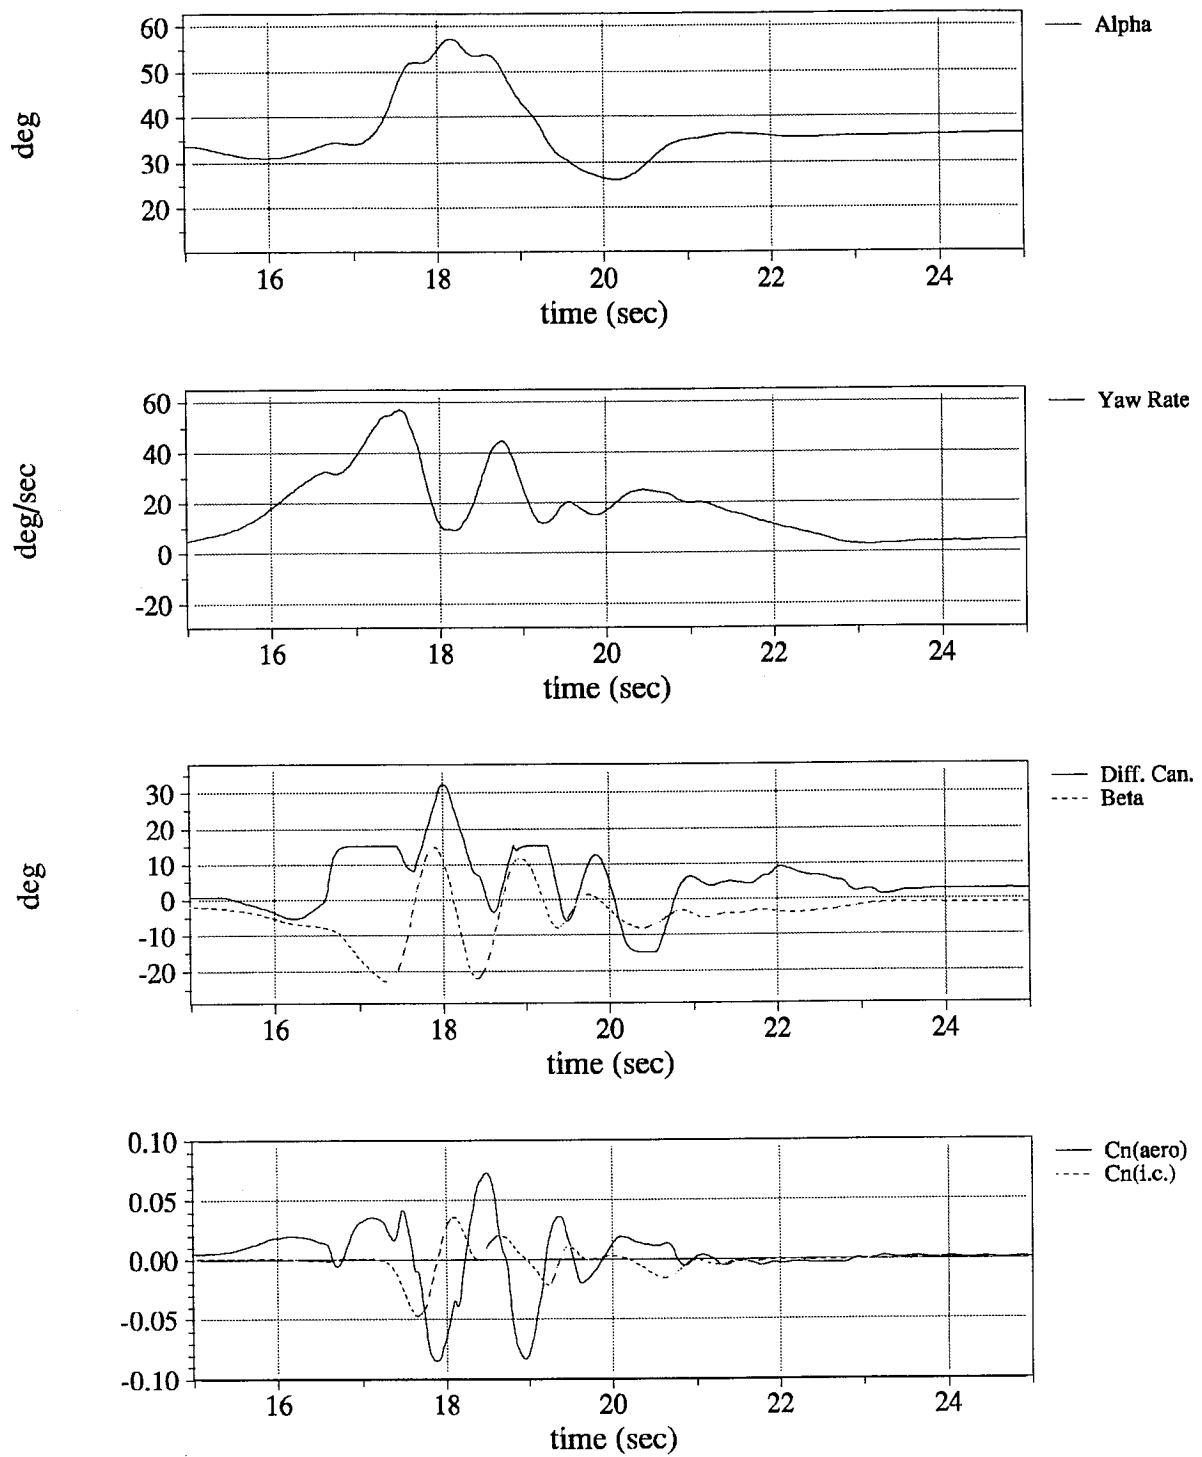 60
50
40
30
20
deg
Alpha
16 18 20 22 24
time (sec)
60
40
20
0
-20
deg/sec
Yaw Rate
16 18 20 22 24
time (sec)
30
20
10
0
-10
-20
deg
Diff. Can.
Beta
16 18 20 22 24
time (sec)
0.10
0.05
0.00
-0.05
-0.10
Cn(aero)
Cn(i.c.)
16 18 20 22 24
time (sec)